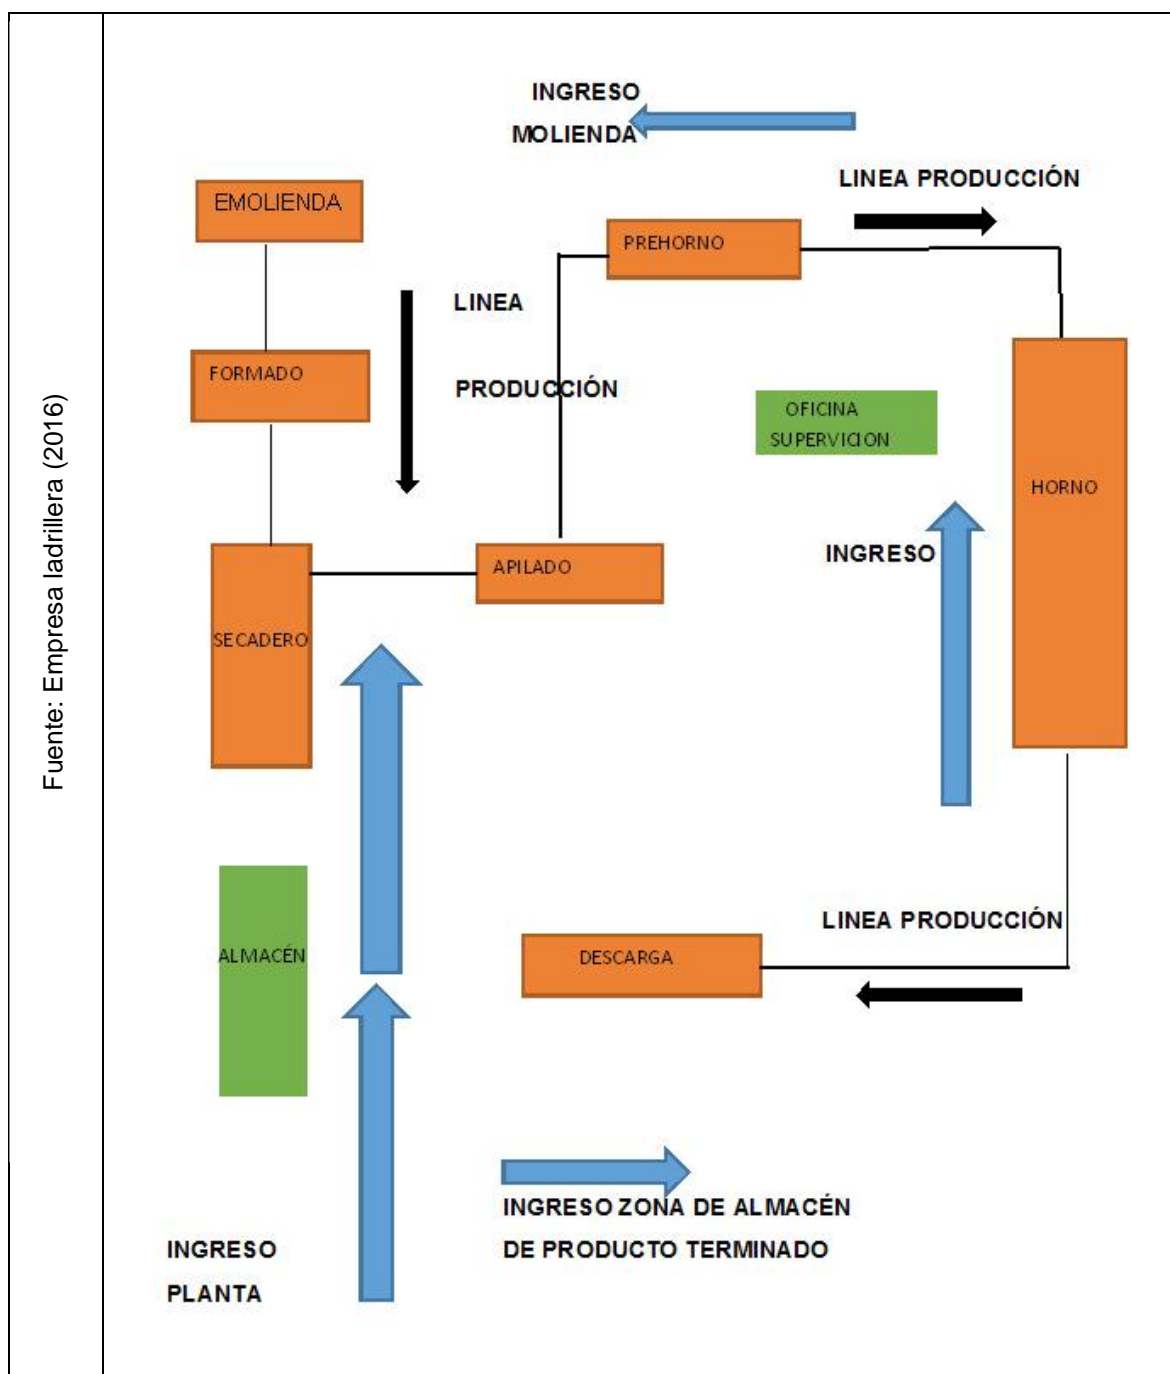 Fuente: Empresa ladrillera (2016)
INGRESO
MOLIENDA
LINEA PRODUCCIÓN
EMOLIENDA
PREHORNO
LINEA
PRODUCCIÓN
FORMADO
OFICINA
SUPERVICION
HORNO
INGRESO
APILADO
SECADERO
LINEA PRODUCCIÓN
ALMACÉN
DESCARGA
INGRESO ZONA DE ALMACÉN
DE PRODUCTO TERMINADO
INGRESO
PLANTA